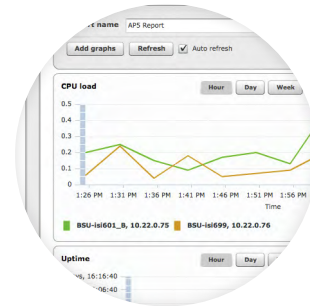 rt name AP5 Report
Add graphs Refresh Auto refresh
CPU load Hour Day Week
0.5
0.4
0.3
0.2
0.1
0
1:26 PM 1:31 PM 1:36 PM 1:41 PM 1:46 PM 1:51 PM 1:56 PM
Time
BSU-isi601_B, 10.22.0.75 BSU-isi699, 10.22.0.76
Uptime Hour Day
ys, 16:16:40
06:40